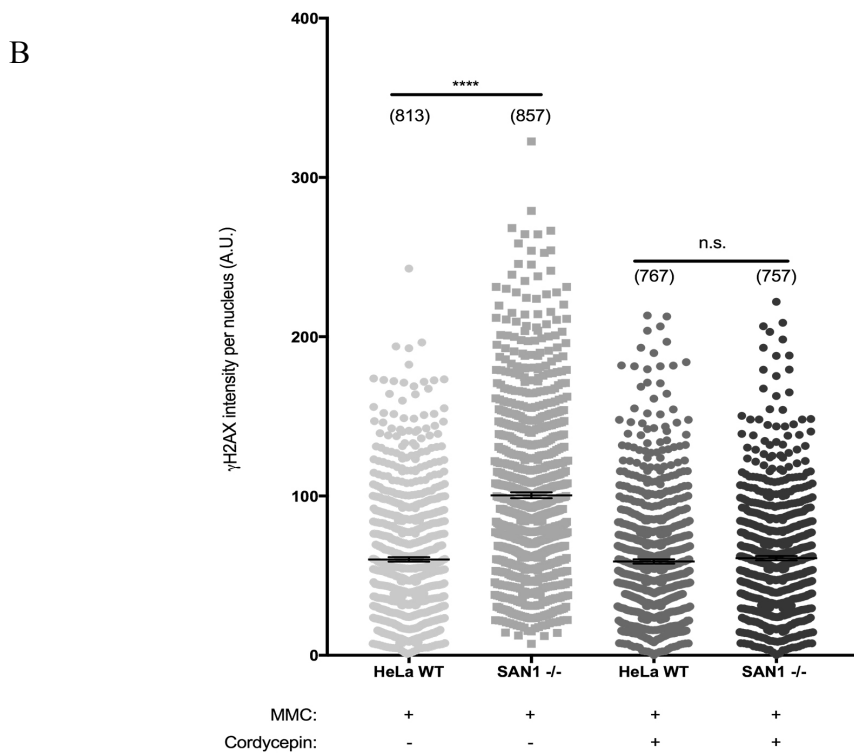 B
400
****
(813) (857)
300
n.s.
(767) (757)
γH2AX intensity per nucleus (A.U.)
200
100
0
HeLa WT SAN1 -/- HeLa WT SAN1 -/-
MMC: + + + +
Cordycepin: - - + +